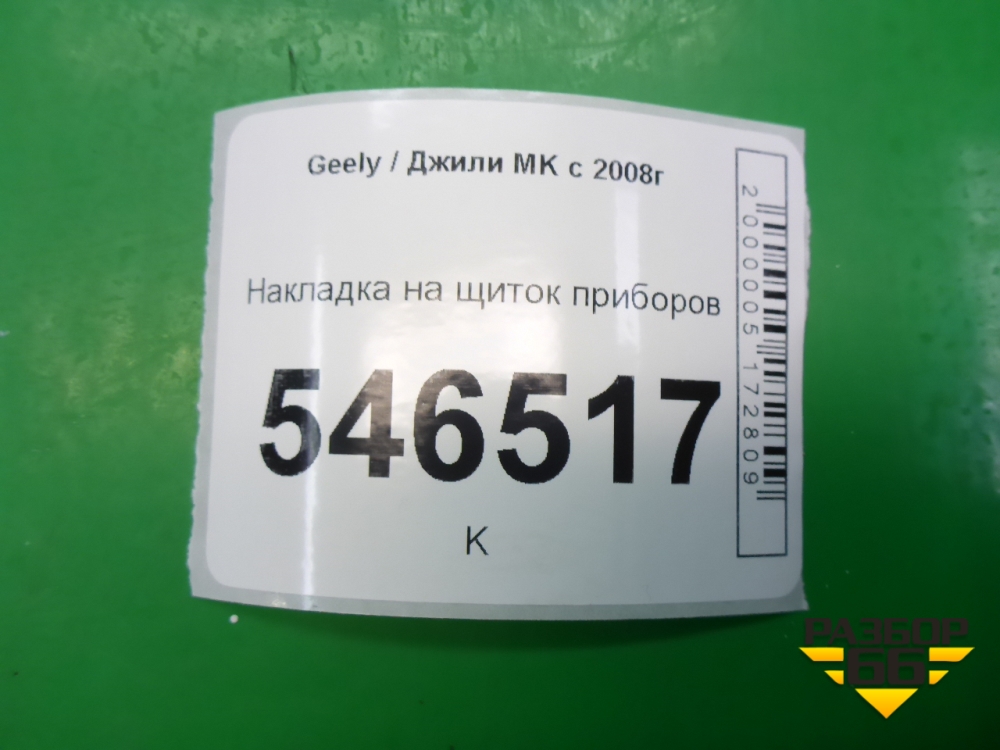 Geely / Джили МК с 2008г
Накладка на щиток приборов
546517
К
2000005172809
РАЗБОР
66